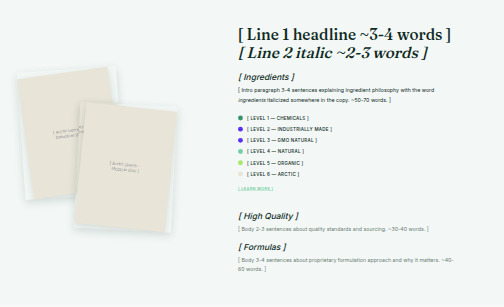 [ Line 1 headline ~3-4 words ]
[ Line 2 italic ~2-3 words ]
[ Ingredients ]
[ Intro paragraph 3-4 sentences explaining ingredient philosophy with the word
ingredients italicized somewhere in the copy. ~50-70 words. ]
[ LEVEL 1 — CHEMICALS ]
[ LEVEL 2 — INDUSTRIALLY MADE ]
[ LEVEL 3 — GMO NATURAL ]
[ LEVEL 4 — NATURAL ]
[ LEVEL 5 — ORGANIC ]
[ LEVEL 6 — ARCTIC ]
[ LEARN MORE ]
[ High Quality ]
[ Body 2-3 sentences about quality standards and sourcing. ~30-40 words. ]
[ Formulas ]
[ Body 3-4 sentences about proprietary formulation approach and why it matters. ~40-
60 words. ]